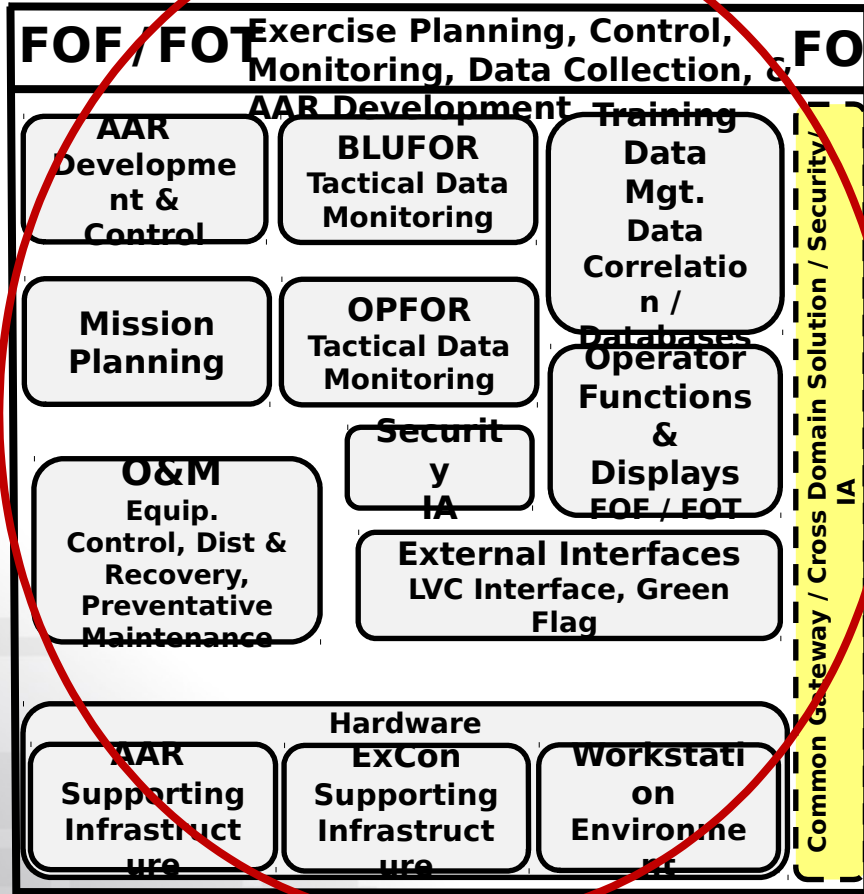 FOF / FOT
Exercise Planning, Control,
Monitoring, Data Collection, &
AAR Development
FO
AAR
Developme
nt &
Control
BLUFOR
Tactical Data
Monitoring
Training
Data
Mgt.
Data
Correlatio
n /
Databases
Mission
Planning
OPFOR
Tactical Data
Monitoring
Operator
Functions
&
Displays
FOF / FOT
Securit
y
IA
O&M
Equip.
Control, Dist &
Recovery,
Preventative
Maintenance
External Interfaces
LVC Interface, Green
Flag
Hardware
AAR
Supporting
Infrastruct
ure
ExCon
Supporting
Infrastruct
ure
Workstati
on
Environme
nt
Common Gateway / Cross Domain Solution / Security/
IA